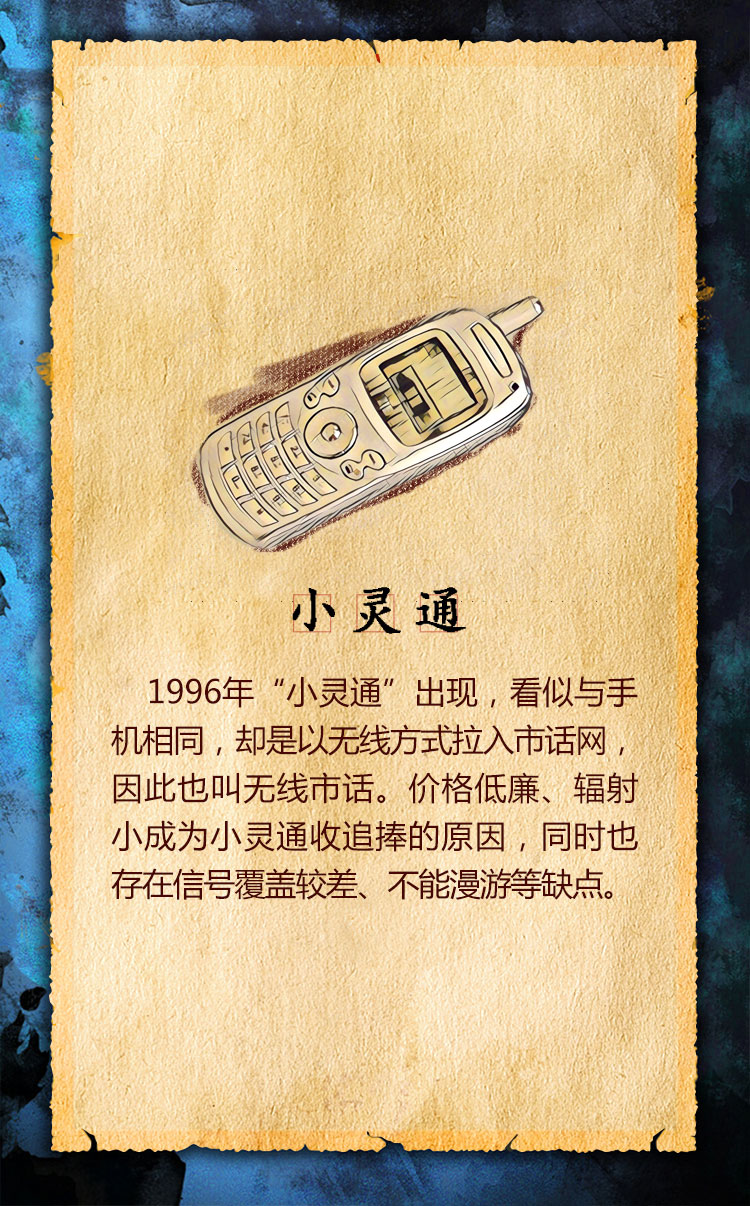 小灵通
1996年“小灵通”出现，看似与手
机相同，却是以无线方式拉入市话网，
因此也叫无线市话。价格低廉、辐射
小成为小灵通收追捧的原因，同时也
存在信号覆盖较差、不能漫游等缺点。